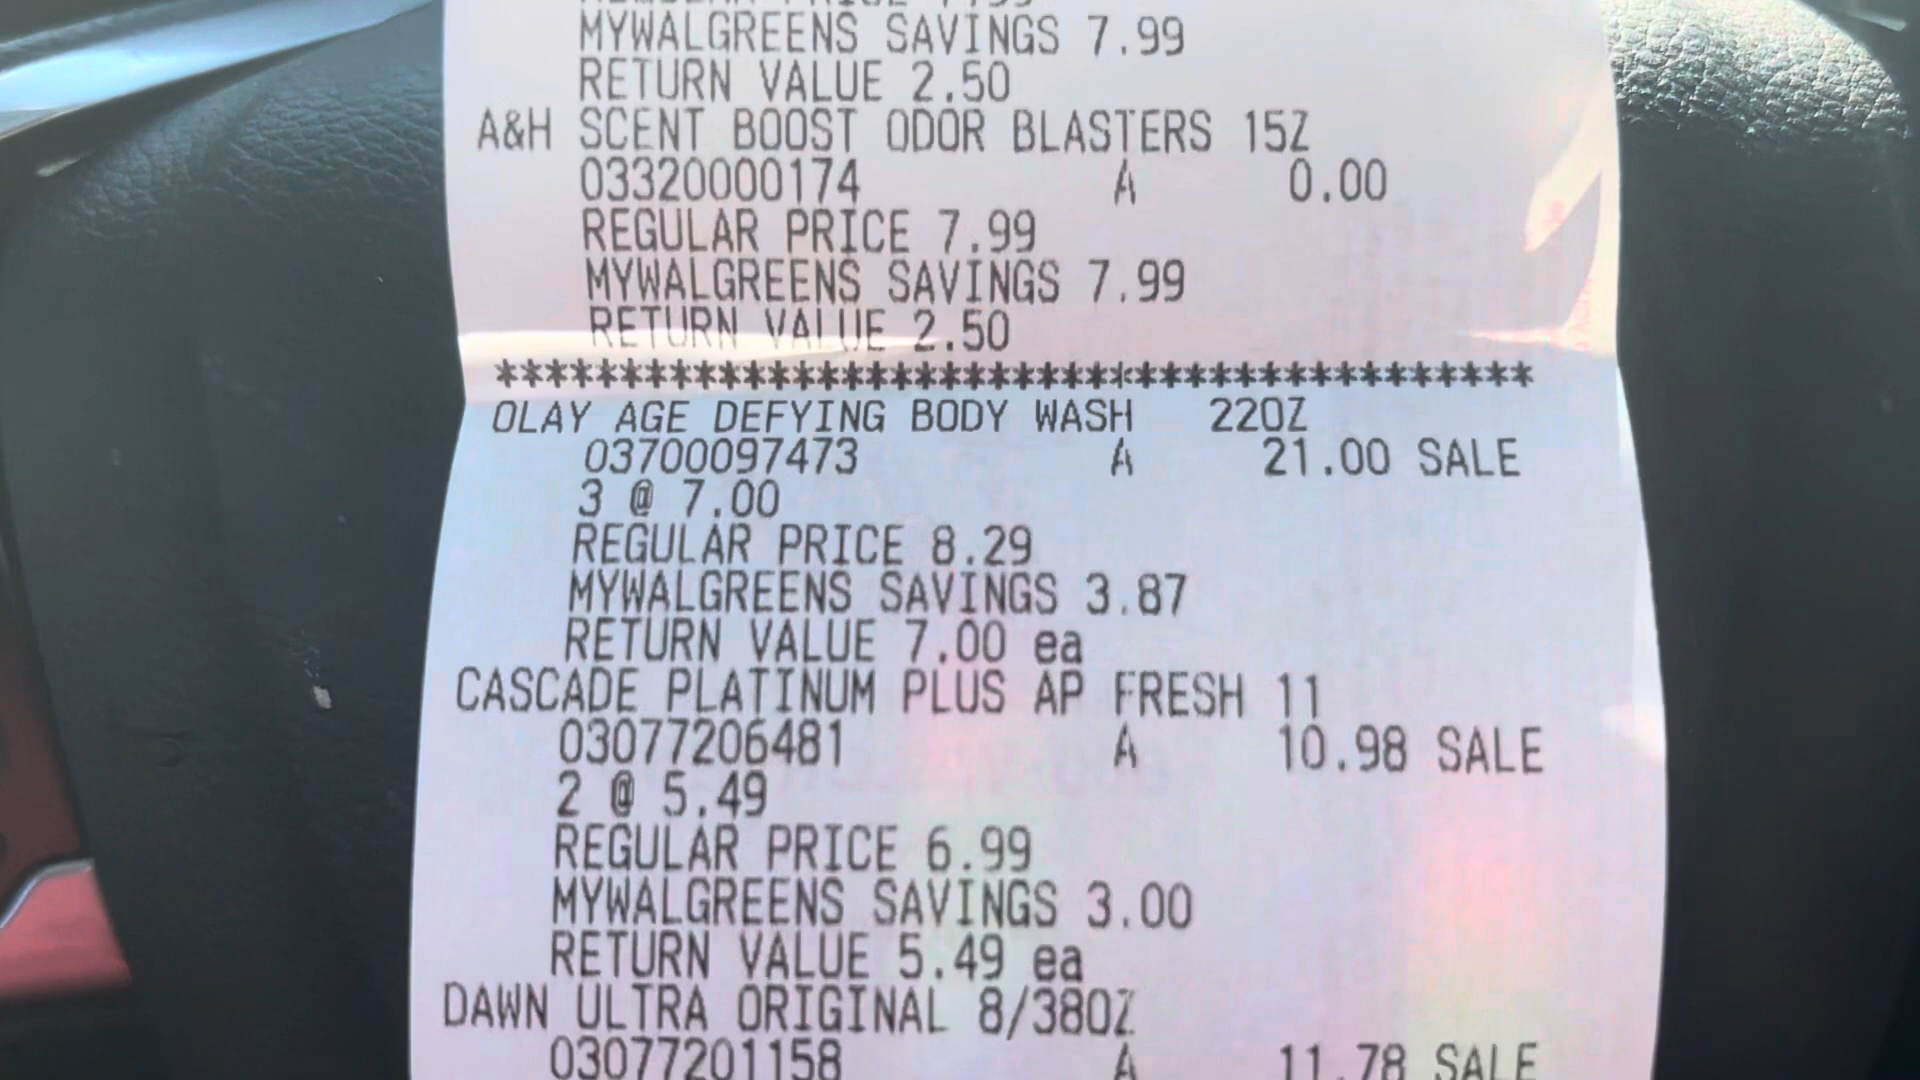 MYWALGREENS SAVINGS 7.99
RETURN VALUE 2.50
A&H SCENT BOOST ODOR BLASTERS 15Z
03320000174 A 0.00
REGULAR PRICE 7.99
MYWALGREENS SAVINGS 7.99
RETURN VALUE 2.50
*****************************************
OLAY AGE DEFYING BODY WASH 22OZ
03700097473 A 21.00 SALE
3 @ 7.00
REGULAR PRICE 8.29
MYWALGREENS SAVINGS 3.87
RETURN VALUE 7.00 ea
CASCADE PLATINUM PLUS AP FRESH 11
03077206481 A 10.98 SALE
2 @ 5.49
REGULAR PRICE 6.99
MYWALGREENS SAVINGS 3.00
RETURN VALUE 5.49 ea
DAWN ULTRA ORIGINAL 8/38OZ
03077201158 A 11.78 SALE